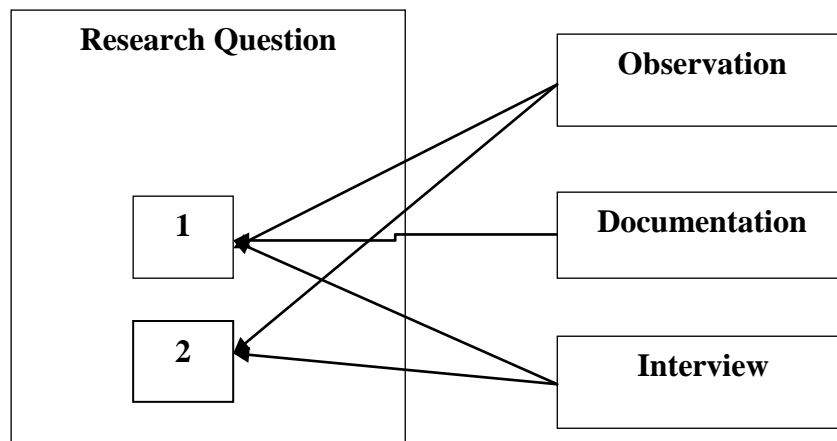 Research Question
1
2
Observation
Documentation
Interview